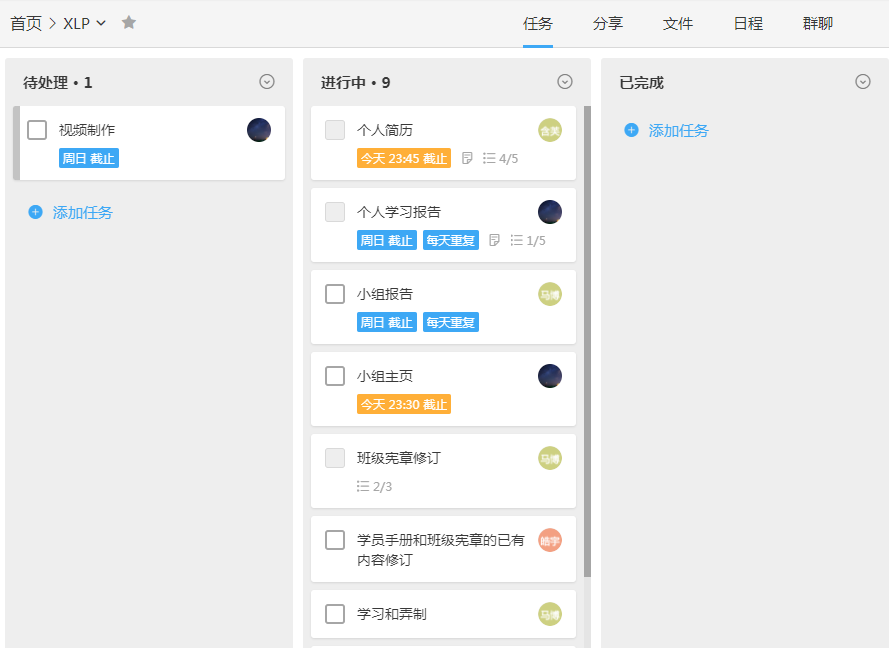 首页 > XLP
任务 分享 文件 日程 群聊
待处理 • 1
视频制作
周日 截止
添加任务
进行中 • 9
个人简历
含笑
今天 23:45 截止 4/5
个人学习报告
周日 截止 每天重复 1/5
小组报告
马博
周日 截止 每天重复
小组主页
今天 23:30 截止
班级宪章修订
马博
2/3
学员手册和班级宪章的已有
内容修订
皓宇
学习和弄制
马博
已完成
添加任务